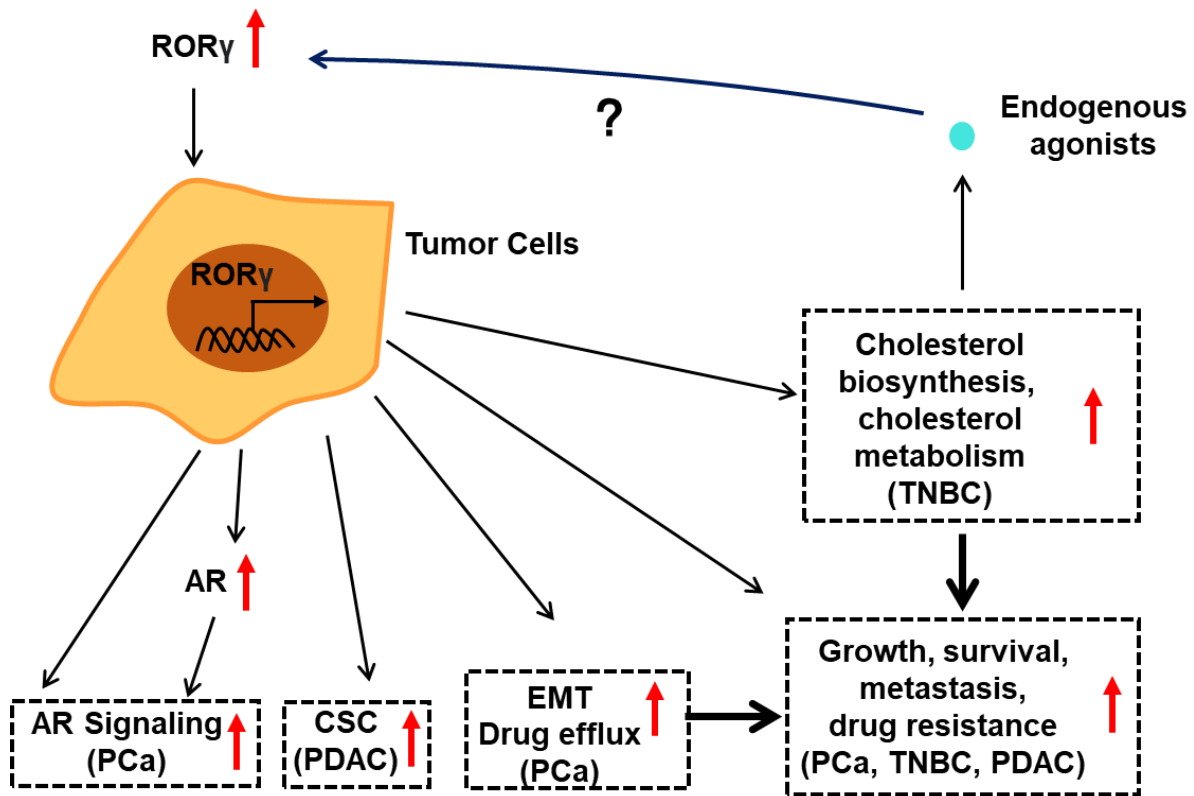 RORγ
?
Endogenous
agonists
Tumor Cells
RORγ
Cholesterol
biosynthesis,
cholesterol
metabolism
(TNBC)
AR
AR Signaling
(PCa)
CSC
(PDAC)
EMT
Drug efflux
(PCa)
Growth, survival,
metastasis,
drug resistance
(PCa, TNBC, PDAC)